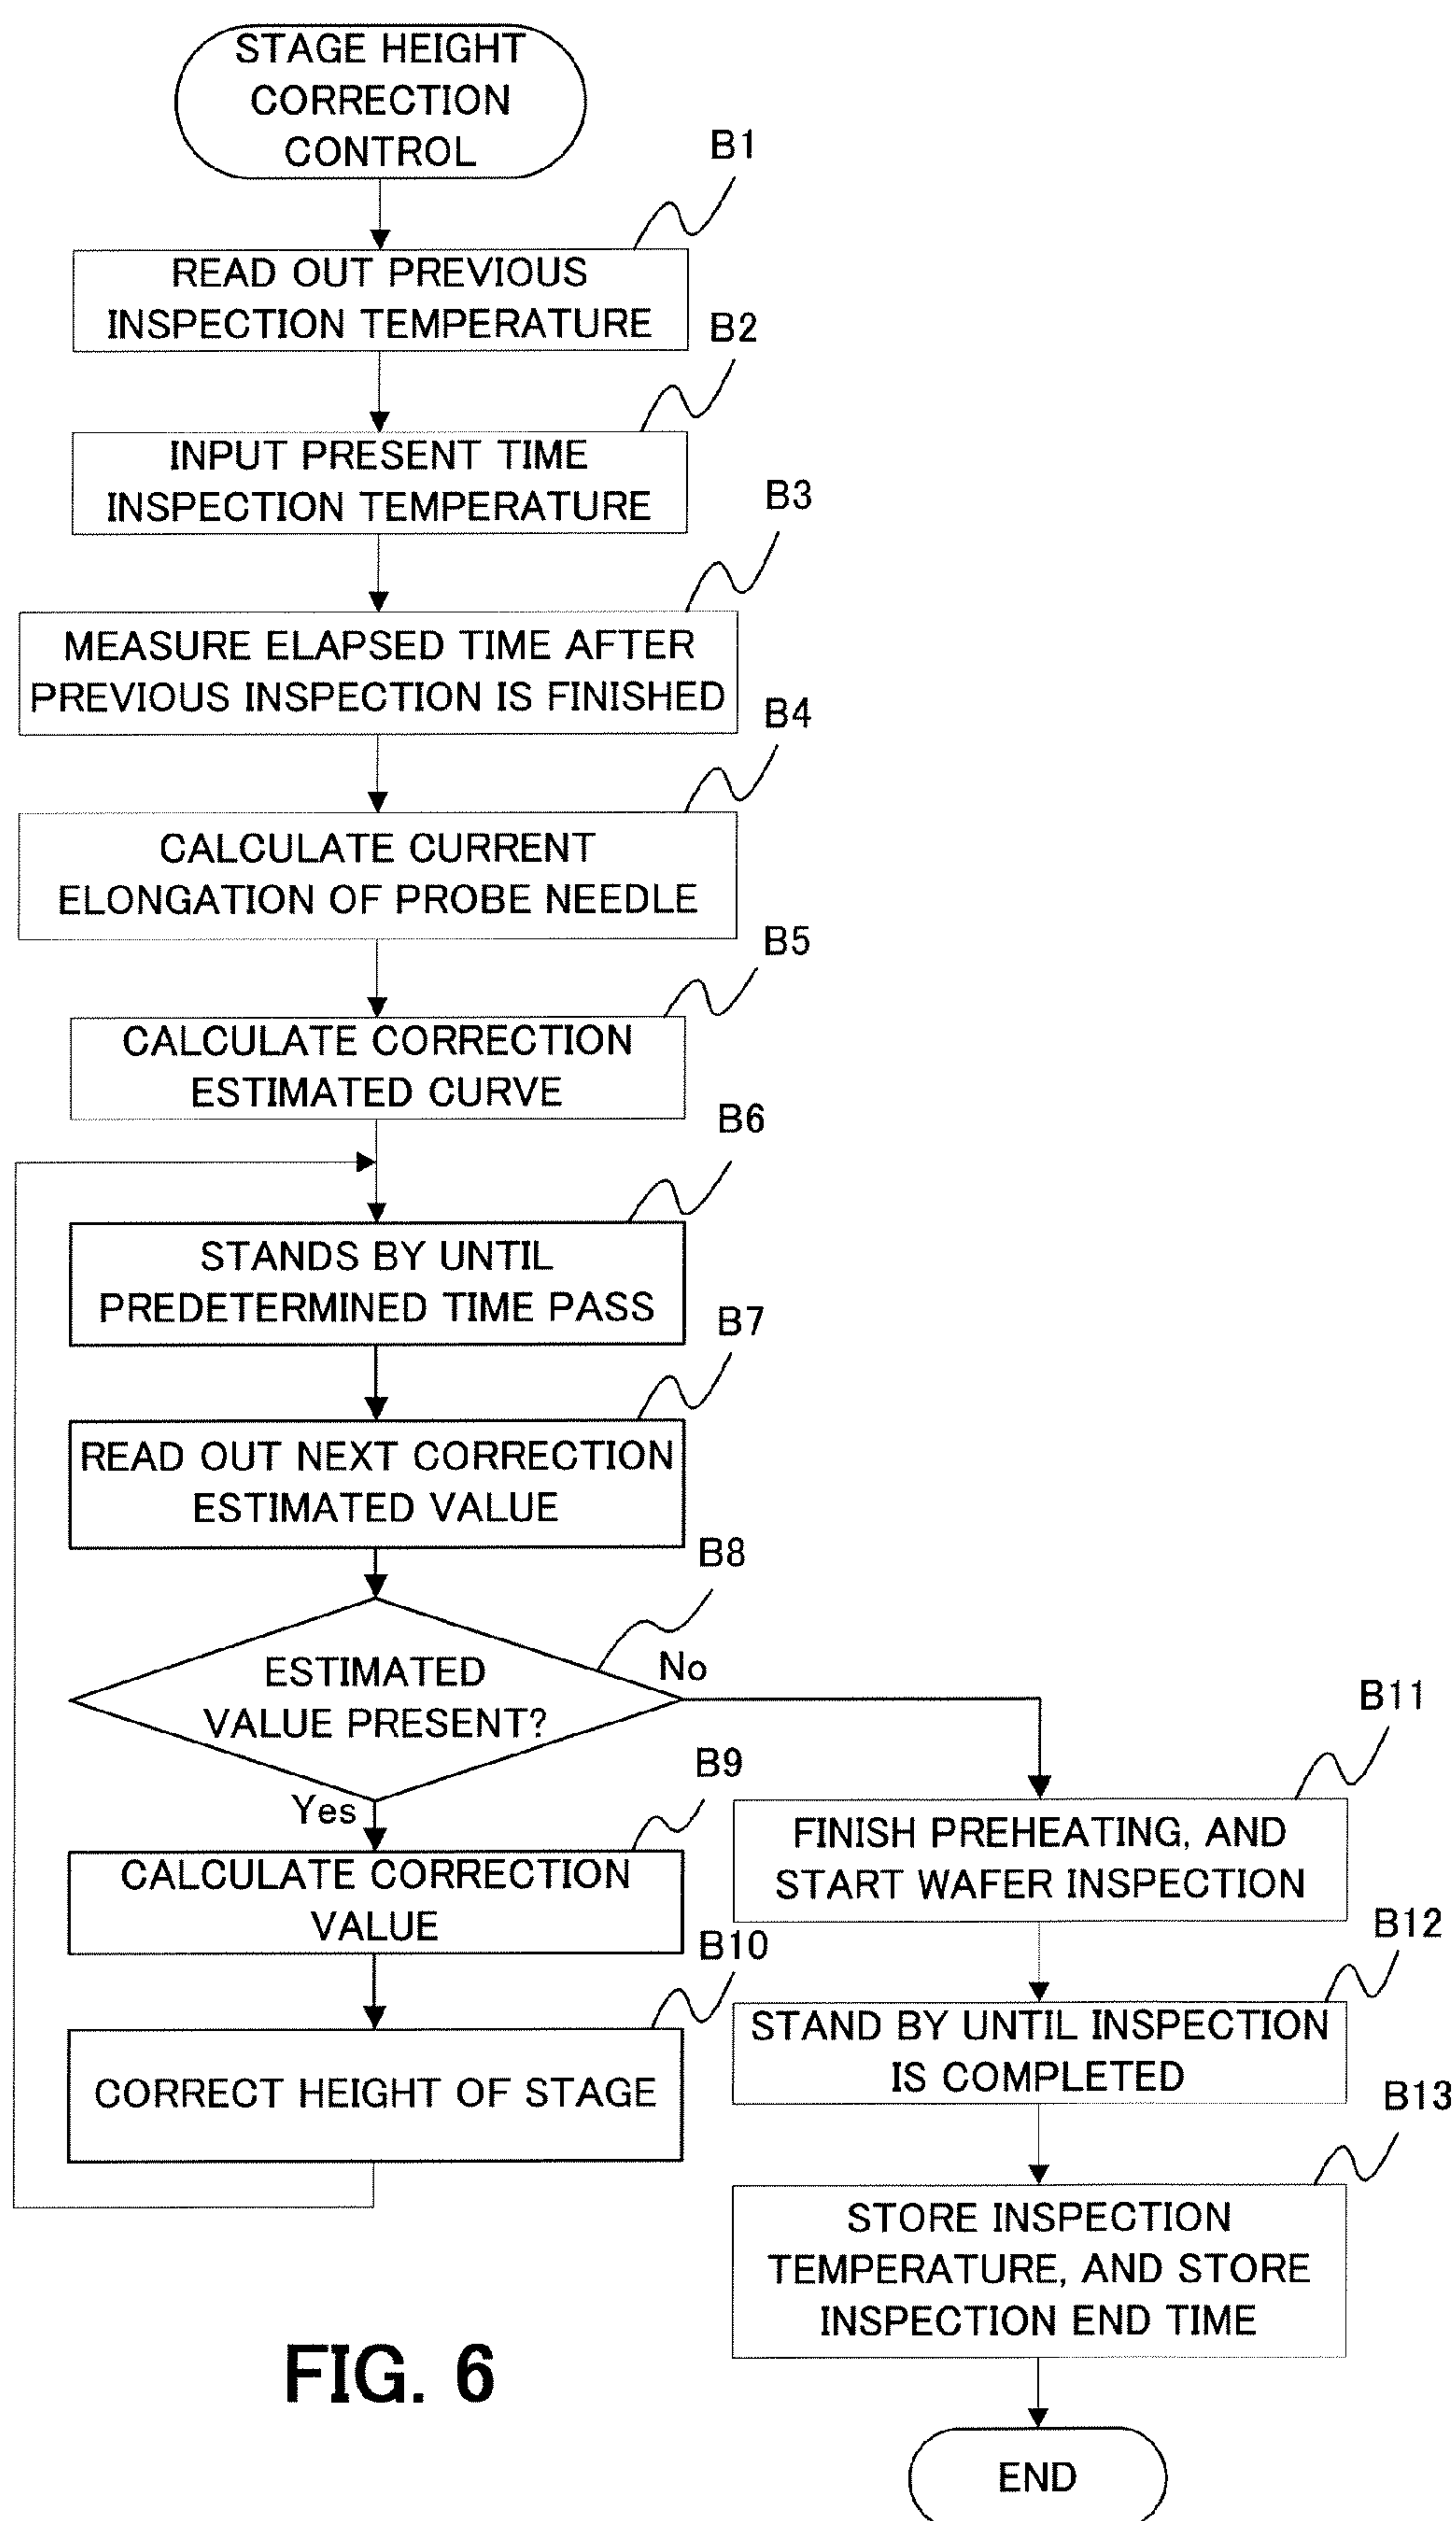 STAGE HEIGHT
CORRECTION
CONTROL
B1
READ OUT PREVIOUS
INSPECTION TEMPERATURE
B2
INPUT PRESENT TIME
INSPECTION TEMPERATURE
B3
MEASURE ELAPSED TIME AFTER
PREVIOUS INSPECTION IS FINISHED
B4
CALCULATE CURRENT
ELONGATION OF PROBE NEEDLE
B5
CALCULATE CORRECTION
ESTIMATED CURVE
B6
STANDS BY UNTIL
PREDETERMINED TIME PASS
B7
READ OUT NEXT CORRECTION
ESTIMATED VALUE
B8
ESTIMATED
VALUE PRESENT?
No
Yes
B9
CALCULATE CORRECTION
VALUE
B10
CORRECT HEIGHT OF STAGE
B11
FINISH PREHEATING, AND
START WAFER INSPECTION
B12
STAND BY UNTIL INSPECTION
IS COMPLETED
B13
STORE INSPECTION
TEMPERATURE, AND STORE
INSPECTION END TIME
END
FIG. 6